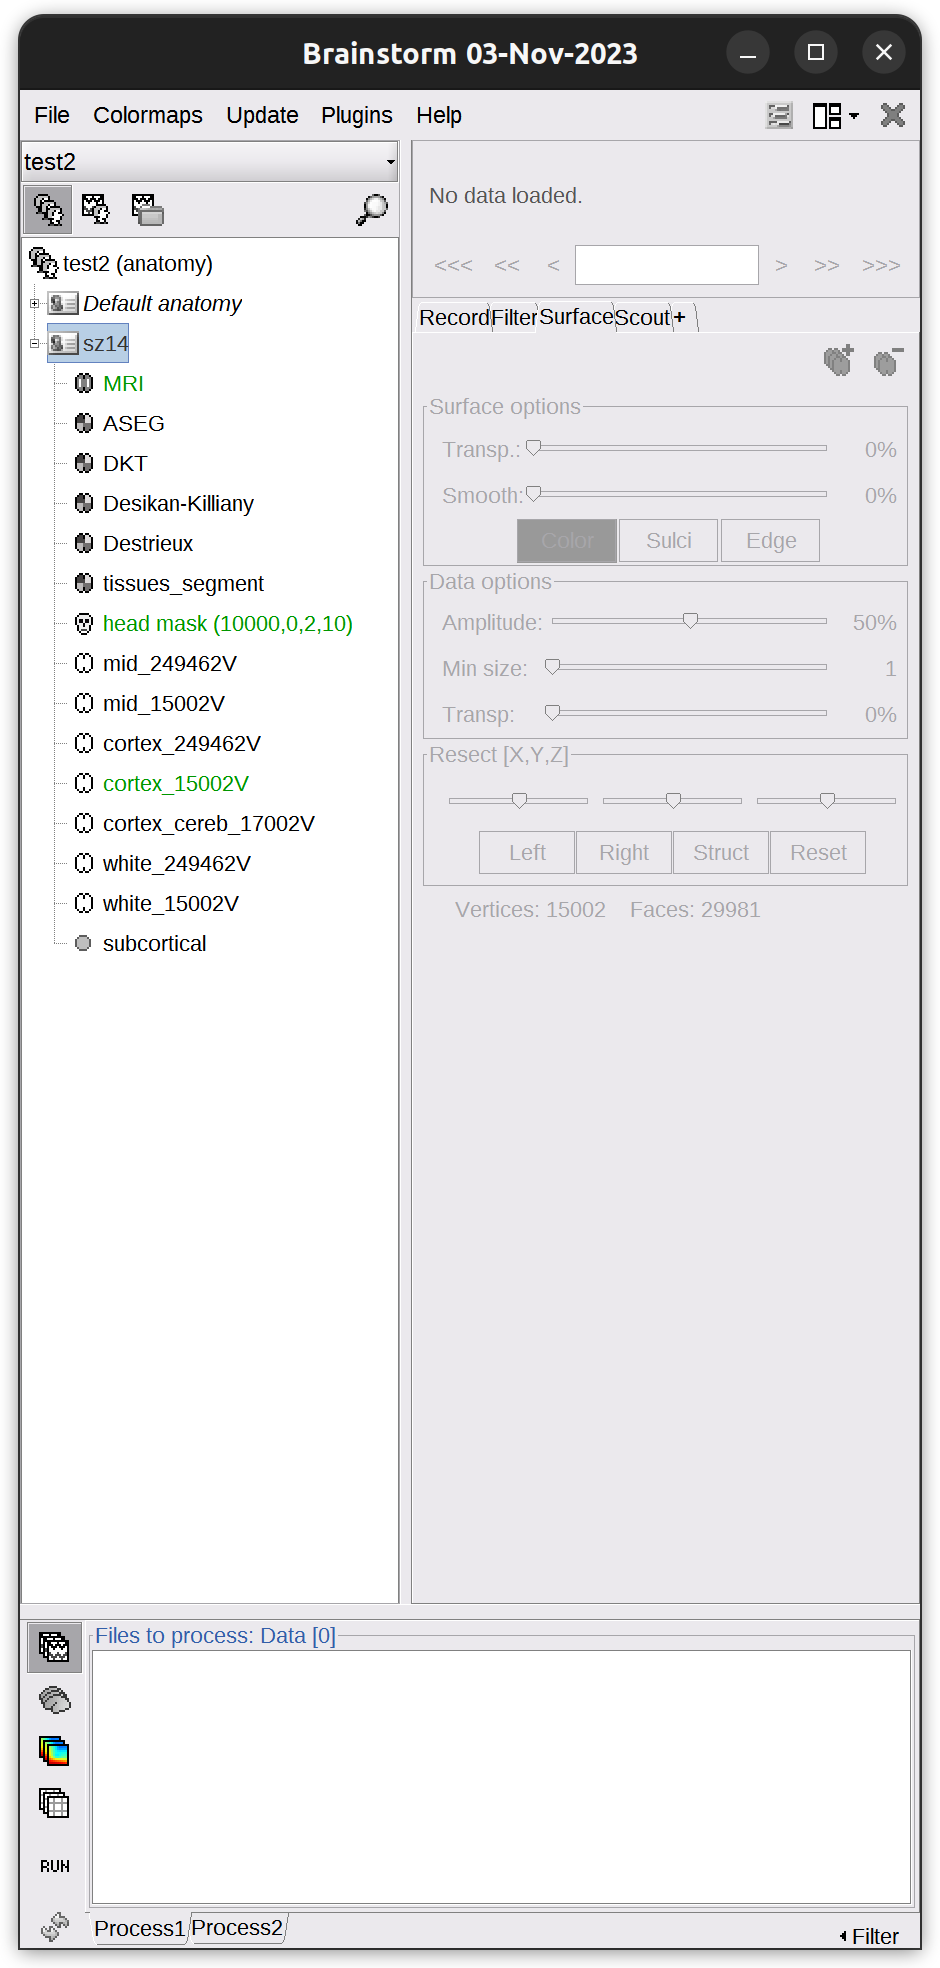 Brainstorm 03-Nov-2023
File Colormaps Update Plugins Help
test2
test2 (anatomy)
Default anatomy
sz14
MRI
ASEG
DKT
Desikan-Killiany
Destrieux
tissues_segment
head mask (10000,0,2,10)
mid_249462V
mid_15002V
cortex_249462V
cortex_15002V
cortex_cereb_17002V
white_249462V
white_15002V
subcortical
No data loaded.
<<< << < > >> >>>
Record Filter Surface Scout +
Surface options
Transp.: 0%
Smooth: 0%
Color Sulci Edge
Data options
Amplitude: 50%
Min size: 1
Transp: 0%
Resect [X,Y,Z]
Left Right Struct Reset
Vertices: 15002 Faces: 29981
Files to process: Data [0]
RUN
Process1 Process2
Filter